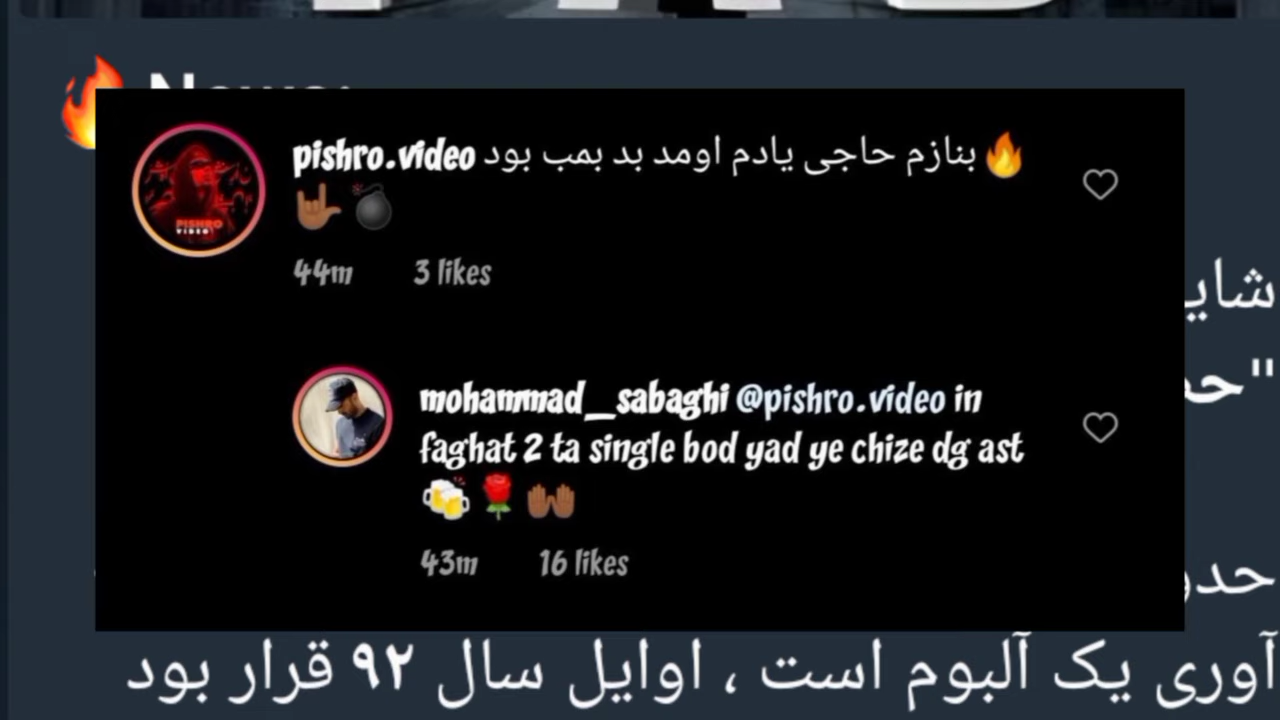 News:
pishro.video بنازم حاجی یادم اومد بد بمب بود🔥
🤟🏾💣
44m 3 likes
PISHRO
VIDEO
mohammad_sabaghi @pishro.video in
faghat 2 ta single bod yad ye chize dg ast
🍻🌹👐🏾
43m 16 likes
آوری یک آلبوم است ، اوایل سال ۹۲ قرار بود